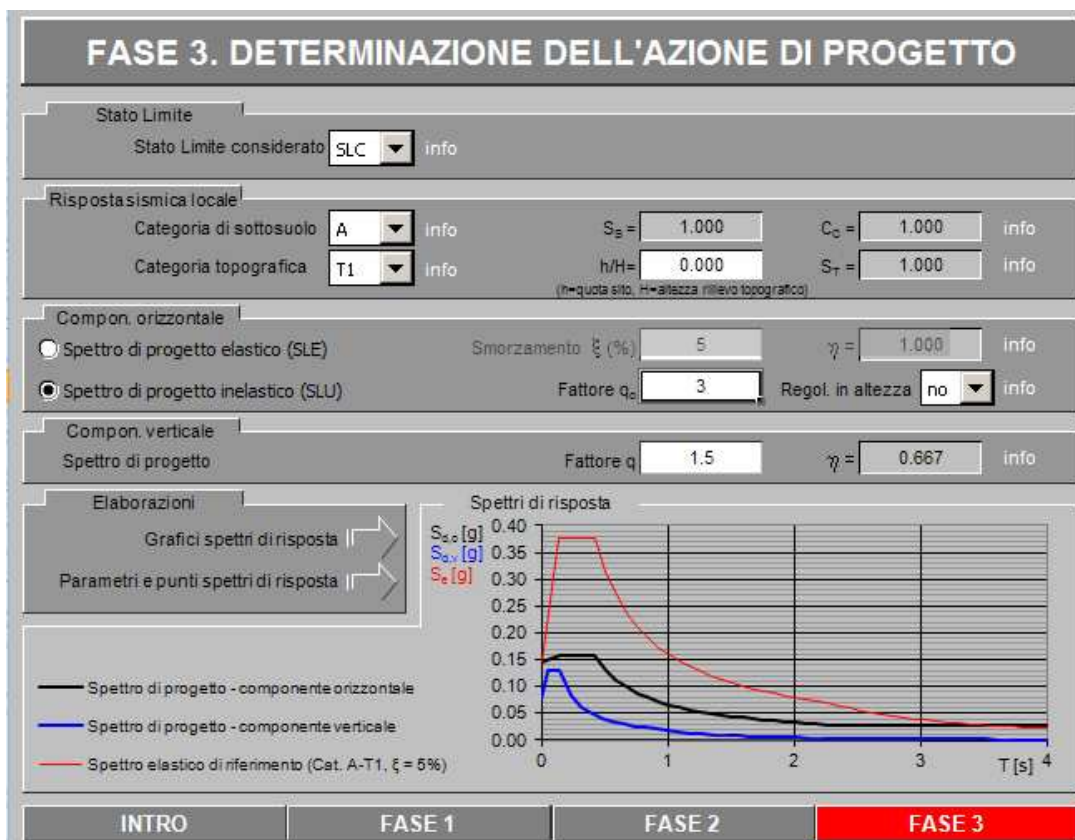 FASE 3. DETERMINAZIONE DELL'AZIONE DI PROGETTO
Stato Limite
Stato Limite considerato SLC info
Risposta sismica locale
Categoria di sottosuolo A info SS = 1.000 CC = 1.000 info
Categoria topografica T1 info h/H= 0.000 ST = 1.000 info
(h=quota sito, H=altezza rilievo topografico)
Compon. orizzontale
Spettro di progetto elastico (SLE) Smorzamento ξ (%) 5 η = 1.000 info
Spettro di progetto inelastico (SLU) Fattore qo 3 Regol. in altezza no info
Compon. verticale
Spettro di progetto Fattore q 1.5 η = 0.667 info
Elaborazioni
Grafici spettri di risposta
Parametri e punti spettri di risposta
Spettri di risposta
Sd,o [g]
Sd,v [g]
Se [g]
0.40
0.35
0.30
0.25
0.20
0.15
0.10
0.05
0.00
0 1 2 3 T [s] 4
Spettro di progetto - componente orizzontale
Spettro di progetto - componente verticale
Spettro elastico di riferimento (Cat. A-T1, ξ = 5%)
INTRO FASE 1 FASE 2 FASE 3